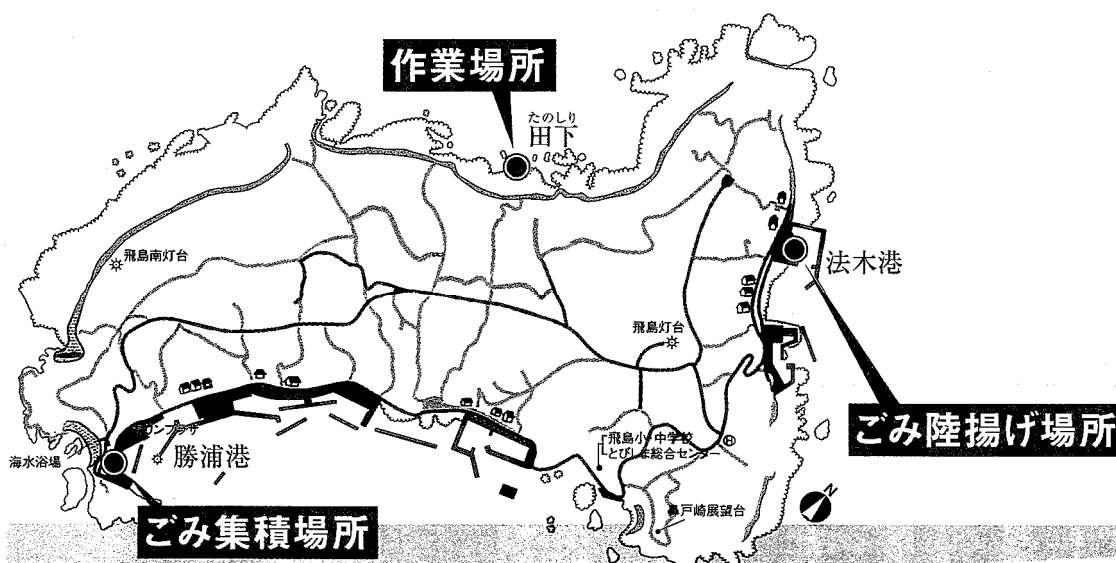 作業場所
たのしり
田下
飛島南灯台
法木港
飛島灯台
ごみ陸揚げ場所
海水浴場
勝浦港
飛島小・中学校
とびしま総合センター
H
N
戸崎展望台
ごみ集積場所